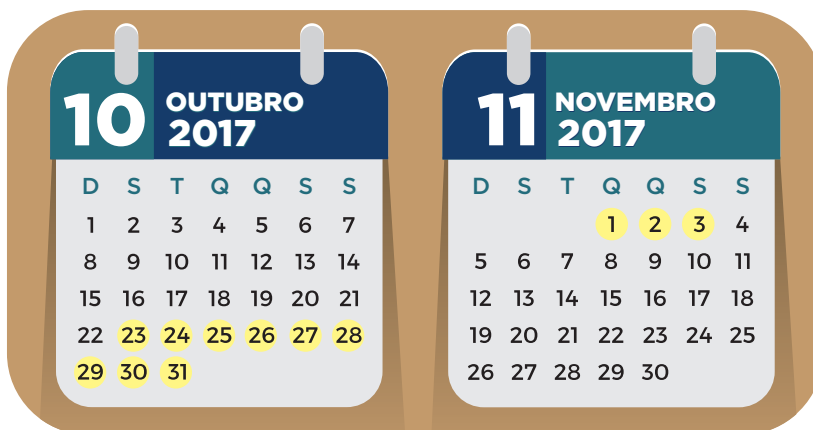 10 OUTUBRO
2017
D S T Q Q S S
1 2 3 4 5 6 7
8 9 10 11 12 13 14
15 16 17 18 19 20 21
22 23 24 25 26 27 28
29 30 31
11 NOVEMBRO
2017
D S T Q Q S S
1 2 3 4
5 6 7 8 9 10 11
12 13 14 15 16 17 18
19 20 21 22 23 24 25
26 27 28 29 30